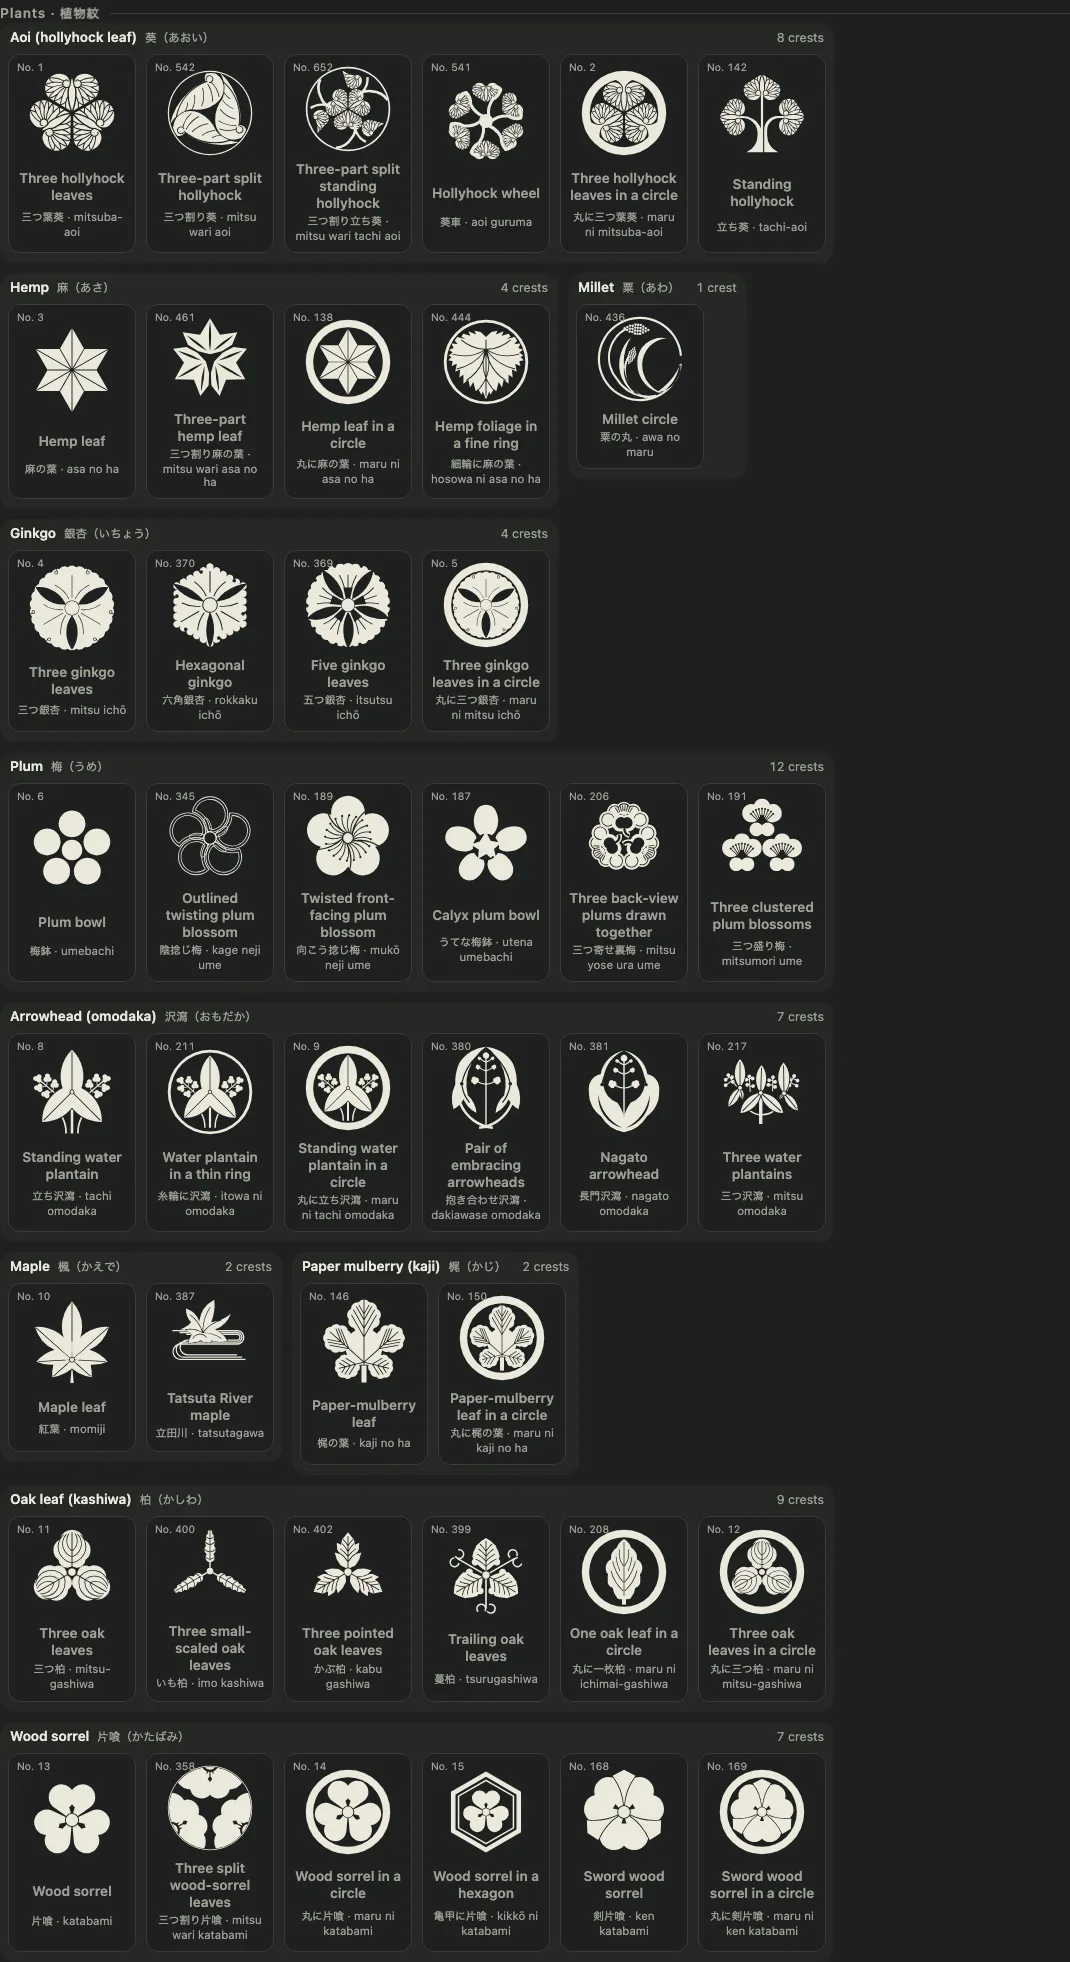 Plants · 植物紋
Aoi (hollyhock leaf) 葵（あおい） 8 crests
No. 1
Three hollyhock
leaves
三つ葉葵 · mitsuba-
aoi
No. 542
Three-part split
hollyhock
三つ割り葵 · mitsu
wari aoi
No. 652
Three-part split
standing
hollyhock
三つ割り立ち葵 ·
mitsu wari tachi aoi
No. 541
Hollyhock wheel
葵車 · aoi guruma
No. 2
Three hollyhock
leaves in a circle
丸に三つ葉葵 · maru
ni mitsuba-aoi
No. 142
Standing
hollyhock
立ち葵 · tachi-aoi
Hemp 麻（あさ） 4 crests
No. 3
Hemp leaf
麻の葉 · asa no ha
No. 461
Three-part
hemp leaf
三つ割り麻の葉 ·
mitsu wari asa no
ha
No. 138
Hemp leaf in a
circle
丸に麻の葉 · maru ni
asa no ha
No. 444
Hemp foliage in
a fine ring
細輪に麻の葉 ·
hosowa ni asa no ha
Millet 粟（あわ） 1 crest
No. 436
Millet circle
粟の丸 · awa no
maru
Ginkgo 銀杏（いちょう） 4 crests
No. 4
Three ginkgo
leaves
三つ銀杏 · mitsu ichō
No. 370
Hexagonal
ginkgo
六角銀杏 · rokkaku
ichō
No. 369
Five ginkgo
leaves
五つ銀杏 · itsutsu
ichō
No. 5
Three ginkgo
leaves in a circle
丸に三つ銀杏 · maru
ni mitsu ichō
Plum 梅（うめ） 12 crests
No. 6
Plum bowl
梅鉢 · umebachi
No. 345
Outlined
twisting plum
blossom
陰捻じ梅 · kage neji
ume
No. 189
Twisted front-
facing plum
blossom
向こう捻じ梅 · mukō
neji ume
No. 187
Calyx plum bowl
うてな梅鉢 · utena
umebachi
No. 206
Three back-view
plums drawn
together
三つ寄せ裏梅 · mitsu
yose ura ume
No. 191
Three clustered
plum blossoms
三つ盛り梅 ·
mitsumori ume
Arrowhead (omodaka) 沢瀉（おもだか） 7 crests
No. 8
Standing water
plantain
立ち沢瀉 · tachi
omodaka
No. 211
Water plantain
in a thin ring
糸輪に沢瀉 · itowa ni
omodaka
No. 9
Standing water
plantain in a
circle
丸に立ち沢瀉 · maru
ni tachi omodaka
No. 380
Pair of
embracing
arrowheads
抱き合わせ沢瀉 ·
dakiawase omodaka
No. 381
Nagato
arrowhead
長門沢瀉 · nagato
omodaka
No. 217
Three water
plantains
三つ沢瀉 · mitsu
omodaka
Maple 楓（かえで） 2 crests
No. 10
Maple leaf
紅葉 · momiji
No. 387
Tatsuta River
maple
立田川 · tatsutagawa
Paper mulberry (kaji) 梶（かじ） 2 crests
No. 146
Paper-mulberry
leaf
梶の葉 · kaji no ha
No. 150
Paper-mulberry
leaf in a circle
丸に梶の葉 · maru ni
kaji no ha
Oak leaf (kashiwa) 柏（かしわ） 9 crests
No. 11
Three oak
leaves
三つ柏 · mitsu-
gashiwa
No. 400
Three small-
scaled oak
leaves
いも柏 · imo kashiwa
No. 402
Three pointed
oak leaves
かぶ柏 · kabu
gashiwa
No. 399
Trailing oak
leaves
蔓柏 · tsurugashiwa
No. 208
One oak leaf in a
circle
丸に一枚柏 · maru ni
ichimai-gashiwa
No. 12
Three oak
leaves in a circle
丸に三つ柏 · maru ni
mitsu-gashiwa
Wood sorrel 片喰（かたばみ） 7 crests
No. 13
Wood sorrel
片喰 · katabami
No. 358
Three split
wood-sorrel
leaves
三つ割り片喰 · mitsu
wari katabami
No. 14
Wood sorrel in a
circle
丸に片喰 · maru ni
katabami
No. 15
Wood sorrel in a
hexagon
亀甲に片喰 · kikkō ni
katabami
No. 168
Sword wood
sorrel
剣片喰 · ken
katabami
No. 169
Sword wood
sorrel in a circle
丸に剣片喰 · maru ni
ken katabami